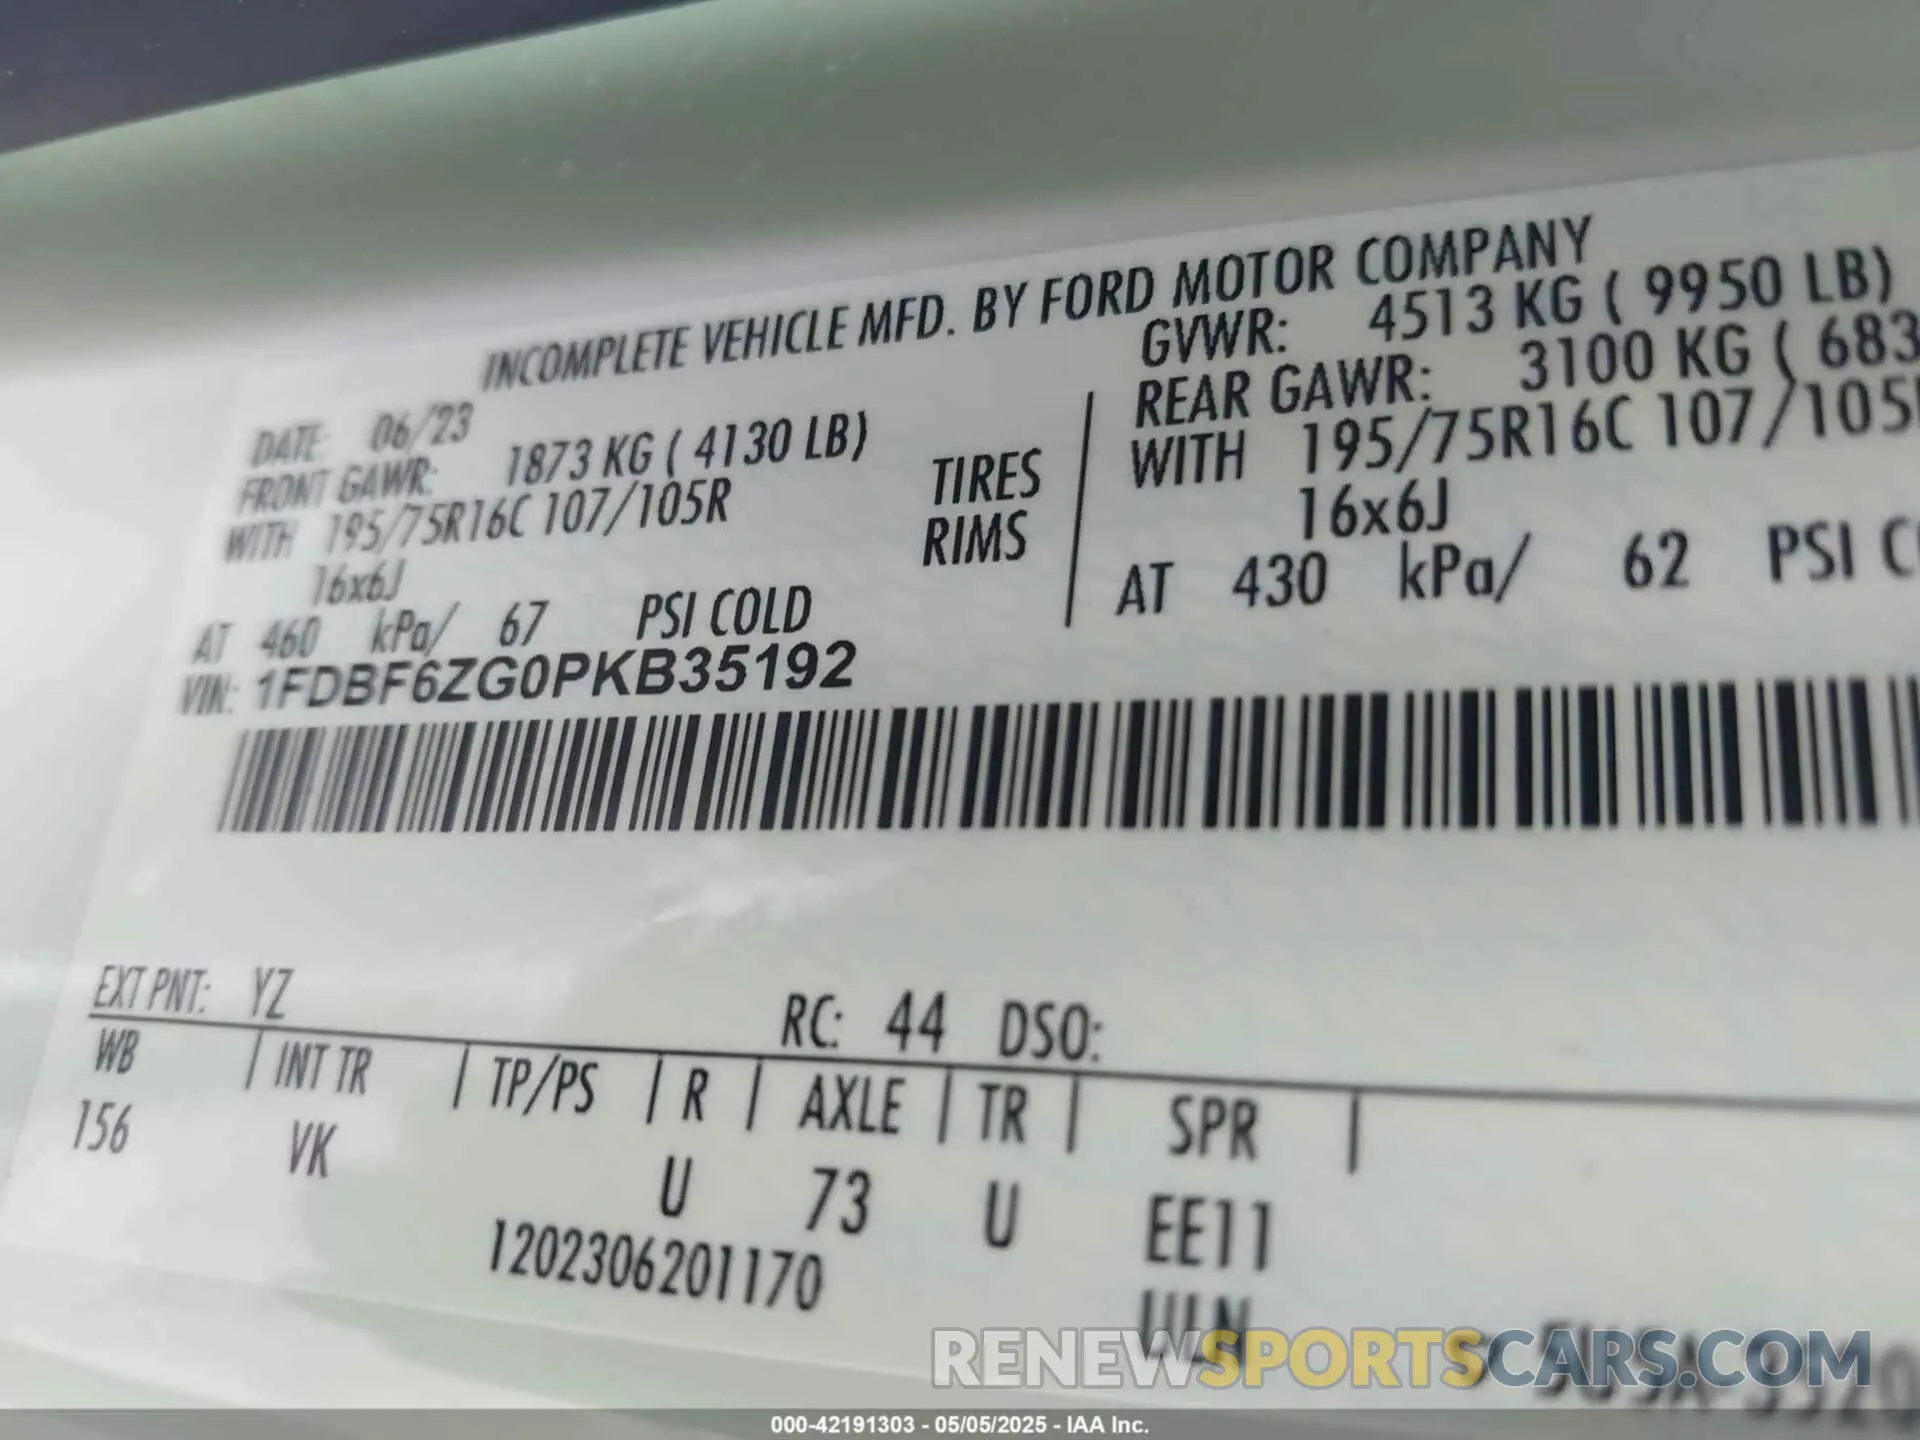 INCOMPLETE VEHICLE MFD. BY FORD MOTOR COMPANY
DATE: 06/23
GVWR: 4513 KG ( 9950 LB)
FRONT GAWR: 1873 KG ( 4130 LB)
REAR GAWR: 3100 KG ( 683
WITH 195/75R16C 107/105R
TIRES
WITH 195/75R16C 107/105
16x6J
RIMS
16x6J
AT 460 kPa/ 67 PSI COLD
AT 430 kPa/ 62 PSI
VIN: 1FDBF6ZG0PKB35192
EXT PNT: YZ
RC: 44 DSO:
WB | INT TR | TP/PS | R | AXLE | TR | SPR |
156 VK U 73 U EE11
1202306201170
ULN
RENEWSPORTSCARS.COM
000-42191303 - 05/05/2025 - IAA Inc.